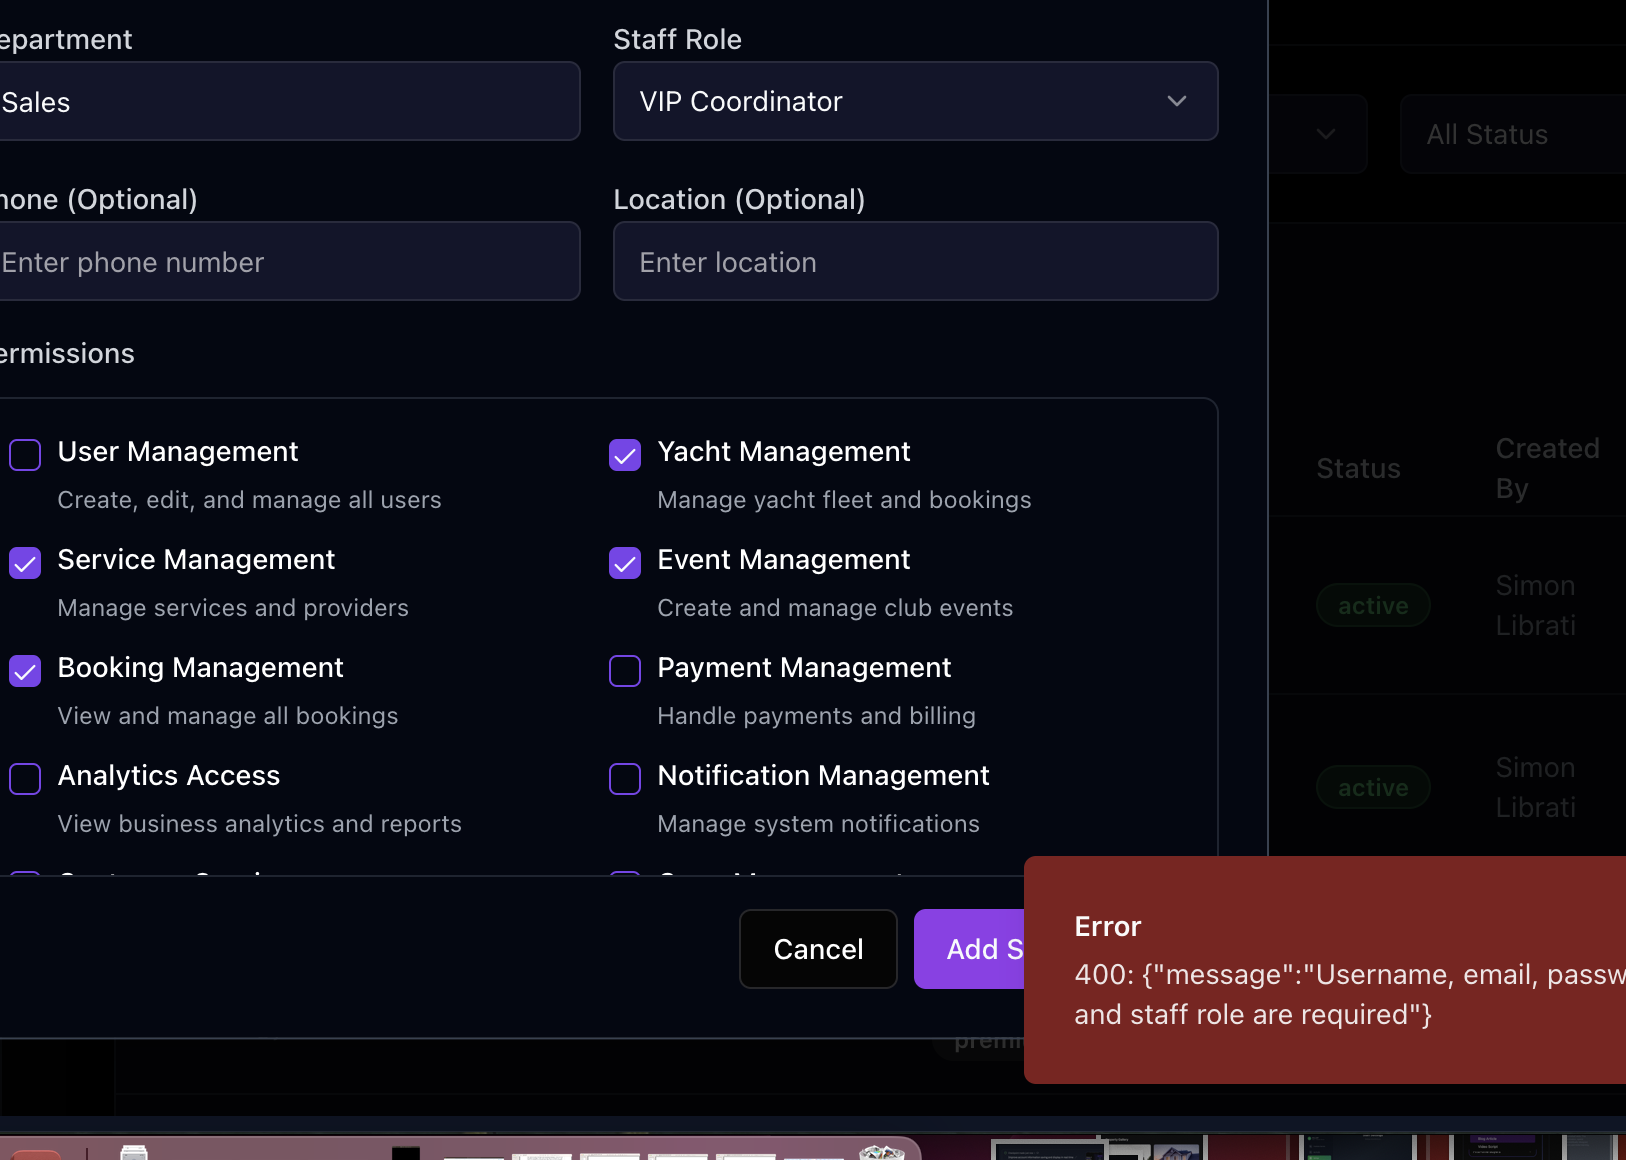 epartment
Staff Role
Sales
VIP Coordinator
All Status
hone (Optional)
Location (Optional)
Enter phone number
Enter location
ermissions
User Management
Create, edit, and manage all users
Yacht Management
Manage yacht fleet and bookings
Service Management
Manage services and providers
Event Management
Create and manage club events
Booking Management
View and manage all bookings
Payment Management
Handle payments and billing
Analytics Access
View business analytics and reports
Notification Management
Manage system notifications
Status
Created
By
active
Simon
Librati
active
Simon
Librati
Cancel
Add S
Error
400: {"message":"Username, email, passw
and staff role are required"}